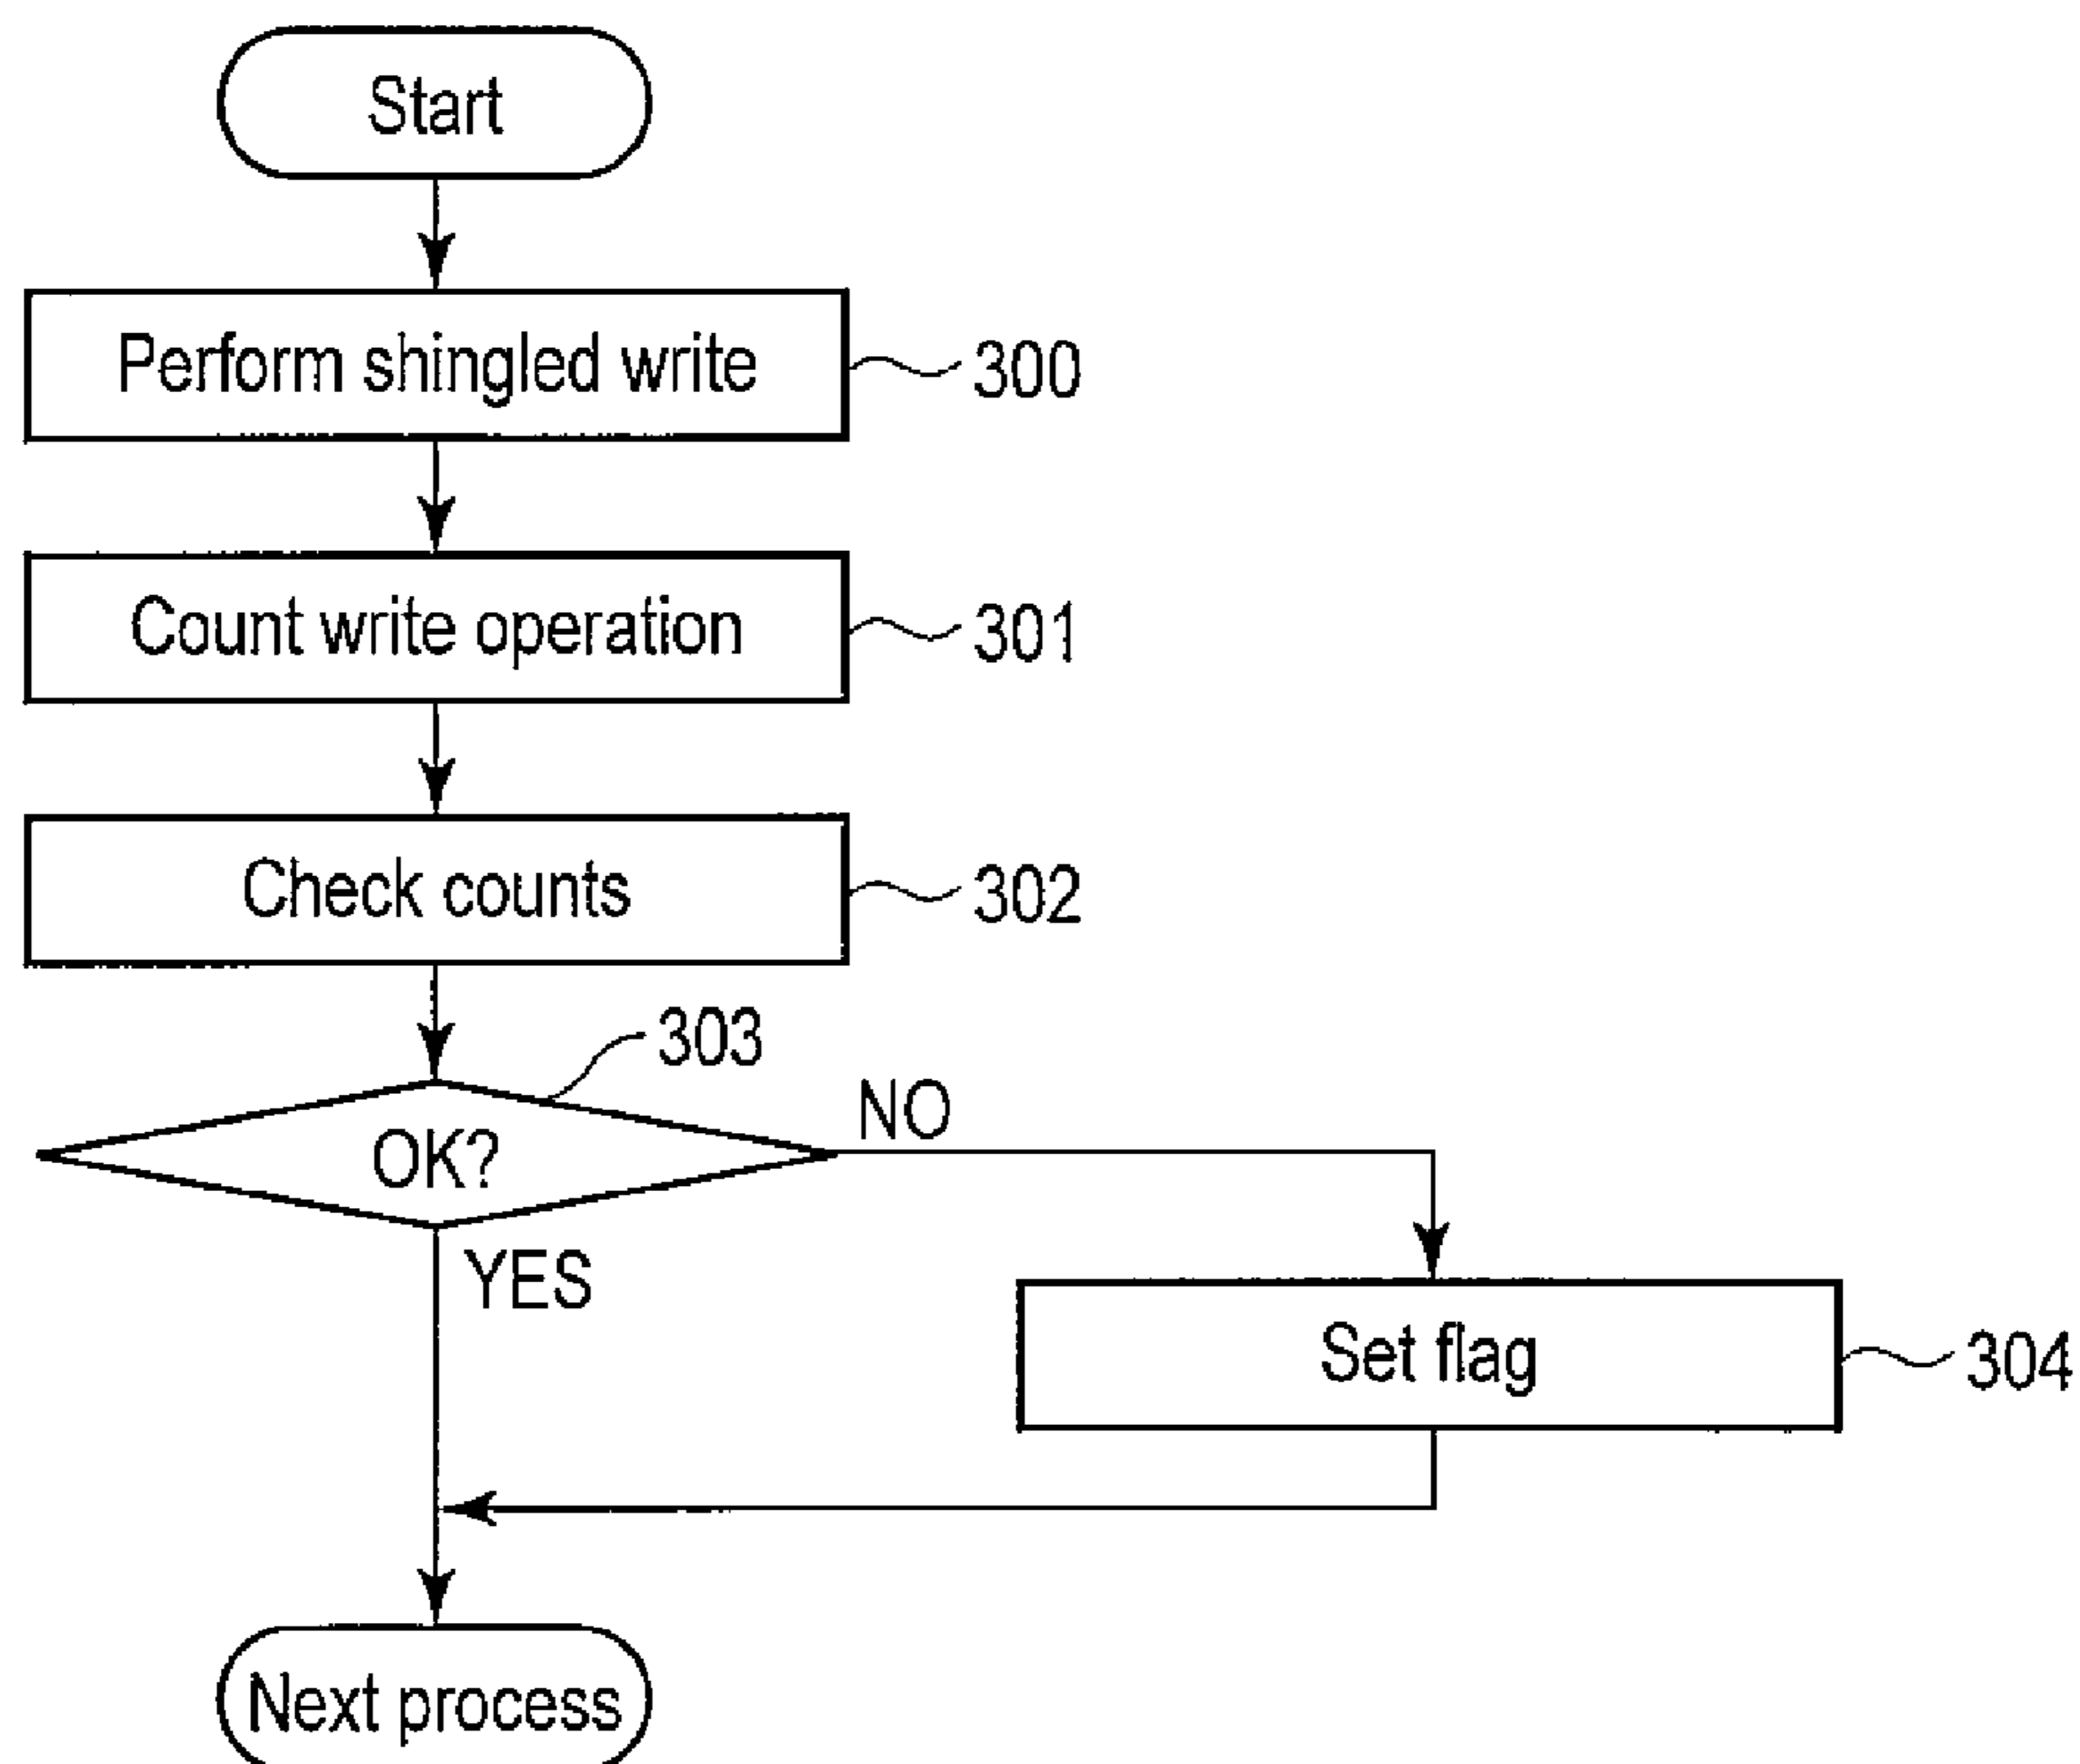 Start
Perform shingled write 300
Count write operation 301
Check counts 302
303
OK? NO
YES
Set flag 304
Next process